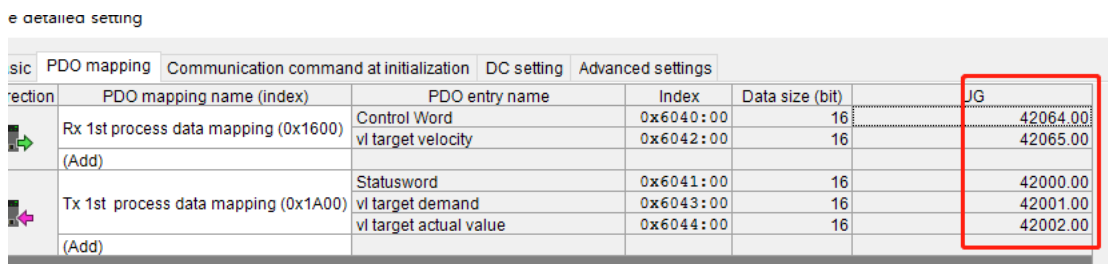 e detailed setting
sic PDO mapping Communication command at initialization DC setting Advanced settings
rection PDO mapping name (index) PDO entry name Index Data size (bit) UG
Rx 1st process data mapping (0x1600) Control Word 0x6040:00 16 42064.00
vl target velocity 0x6042:00 16 42065.00
(Add)
Tx 1st process data mapping (0x1A00) Statusword 0x6041:00 16 42000.00
vl target demand 0x6043:00 16 42001.00
vl target actual value 0x6044:00 16 42002.00
(Add)